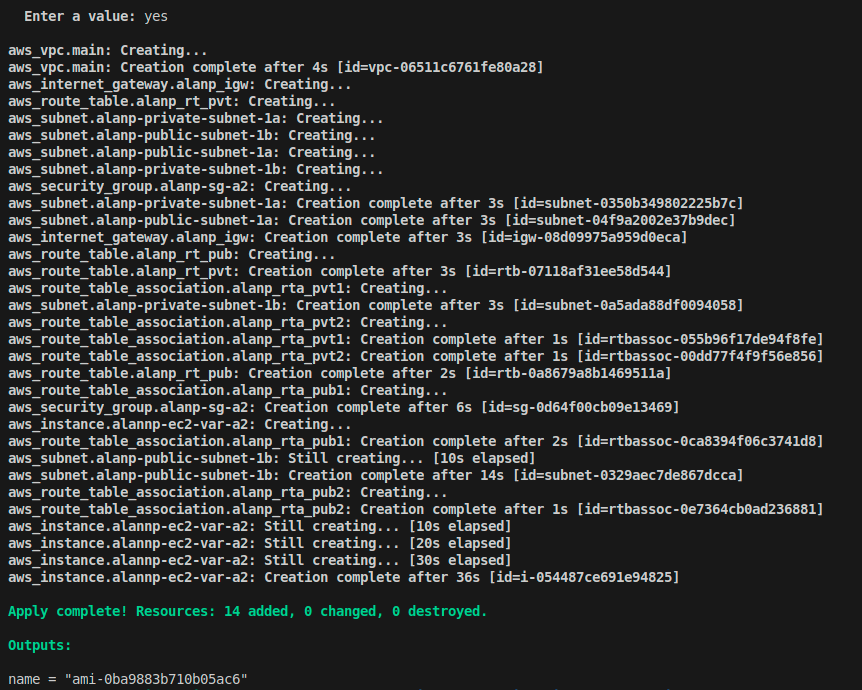 Enter a value: yes
aws_vpc.main: Creating...
aws_vpc.main: Creation complete after 4s [id=vpc-06511c6761fe80a28]
aws_internet_gateway.alanp_igw: Creating...
aws_route_table.alanp_rt_pvt: Creating...
aws_subnet.alanp-private-subnet-1a: Creating...
aws_subnet.alanp-public-subnet-1b: Creating...
aws_subnet.alanp-public-subnet-1a: Creating...
aws_subnet.alanp-private-subnet-1b: Creating...
aws_security_group.alanp-sg-a2: Creating...
aws_subnet.alanp-private-subnet-1a: Creation complete after 3s [id=subnet-0350b349802225b7c]
aws_subnet.alanp-public-subnet-1a: Creation complete after 3s [id=subnet-04f9a2002e37b9dec]
aws_internet_gateway.alanp_igw: Creation complete after 3s [id=igw-08d09975a959d0eca]
aws_route_table.alanp_rt_pub: Creating...
aws_route_table.alanp_rt_pvt: Creation complete after 3s [id=rtb-07118af31ee58d544]
aws_route_table_association.alanp_rta_pvt1: Creating...
aws_subnet.alanp-private-subnet-1b: Creation complete after 3s [id=subnet-0a5ada88df0094058]
aws_route_table_association.alanp_rta_pvt2: Creating...
aws_route_table_association.alanp_rta_pvt1: Creation complete after 1s [id=rtbassoc-055b96f17de94f8fe]
aws_route_table_association.alanp_rta_pvt2: Creation complete after 1s [id=rtbassoc-00dd77f4f9f56e856]
aws_route_table.alanp_rt_pub: Creation complete after 2s [id=rtb-0a8679a8b1469511a]
aws_route_table_association.alanp_rta_pub1: Creating...
aws_security_group.alanp-sg-a2: Creation complete after 6s [id=sg-0d64f00cb09e13469]
aws_instance.alannp-ec2-var-a2: Creating...
aws_route_table_association.alanp_rta_pub1: Creation complete after 2s [id=rtbassoc-0ca8394f06c3741d8]
aws_subnet.alanp-public-subnet-1b: Still creating... [10s elapsed]
aws_subnet.alanp-public-subnet-1b: Creation complete after 14s [id=subnet-0329aec7de867dcca]
aws_route_table_association.alanp_rta_pub2: Creating...
aws_route_table_association.alanp_rta_pub2: Creation complete after 1s [id=rtbassoc-0e7364cb0ad236881]
aws_instance.alannp-ec2-var-a2: Still creating... [10s elapsed]
aws_instance.alannp-ec2-var-a2: Still creating... [20s elapsed]
aws_instance.alannp-ec2-var-a2: Still creating... [30s elapsed]
aws_instance.alannp-ec2-var-a2: Creation complete after 36s [id=i-054487ce691e94825]
Apply complete! Resources: 14 added, 0 changed, 0 destroyed.
Outputs:
name = "ami-0ba9883b710b05ac6"